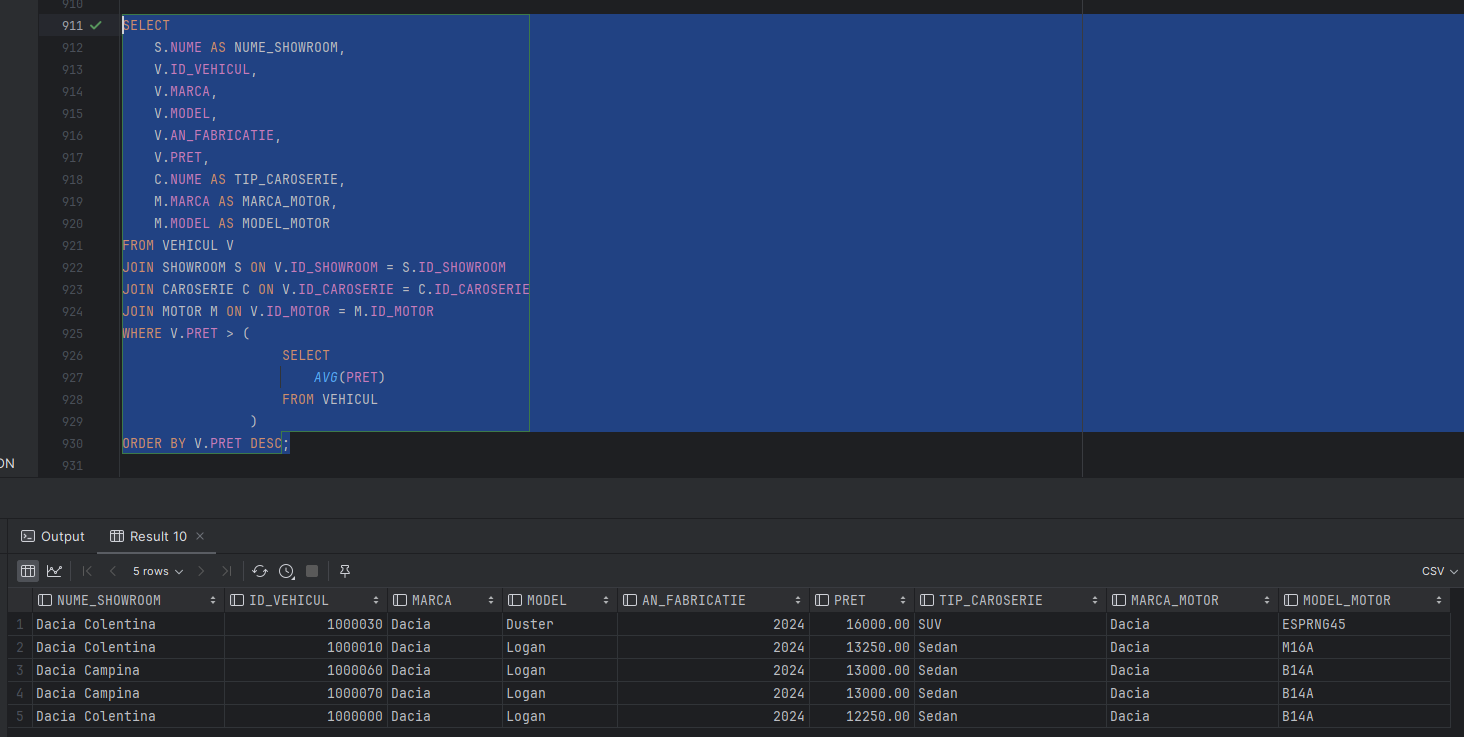 910
911 SELECT
912 S.NUME AS NUME_SHOWROOM,
913 V.ID_VEHICUL,
914 V.MARCA,
915 V.MODEL,
916 V.AN_FABRICATIE,
917 V.PRET,
918 C.NUME AS TIP_CAROSERIE,
919 M.MARCA AS MARCA_MOTOR,
920 M.MODEL AS MODEL_MOTOR
921 FROM VEHICUL V
922 JOIN SHOWROOM S ON V.ID_SHOWROOM = S.ID_SHOWROOM
923 JOIN CAROSERIE C ON V.ID_CAROSERIE = C.ID_CAROSERIE
924 JOIN MOTOR M ON V.ID_MOTOR = M.ID_MOTOR
925 WHERE V.PRET > (
926 SELECT
927 AVG(PRET)
928 FROM VEHICUL
929 )
930 ORDER BY V.PRET DESC;
ON
931
Output Result 10
5 rows CSV
NUME_SHOWROOM ID_VEHICUL MARCA MODEL AN_FABRICATIE PRET TIP_CAROSERIE MARCA_MOTOR MODEL_MOTOR
1 Dacia Colentina 1000030 Dacia Duster 2024 16000.00 SUV Dacia ESPRNG45
2 Dacia Colentina 1000010 Dacia Logan 2024 13250.00 Sedan Dacia M16A
3 Dacia Campina 1000060 Dacia Logan 2024 13000.00 Sedan Dacia B14A
4 Dacia Campina 1000070 Dacia Logan 2024 13000.00 Sedan Dacia B14A
5 Dacia Colentina 1000000 Dacia Logan 2024 12250.00 Sedan Dacia B14A